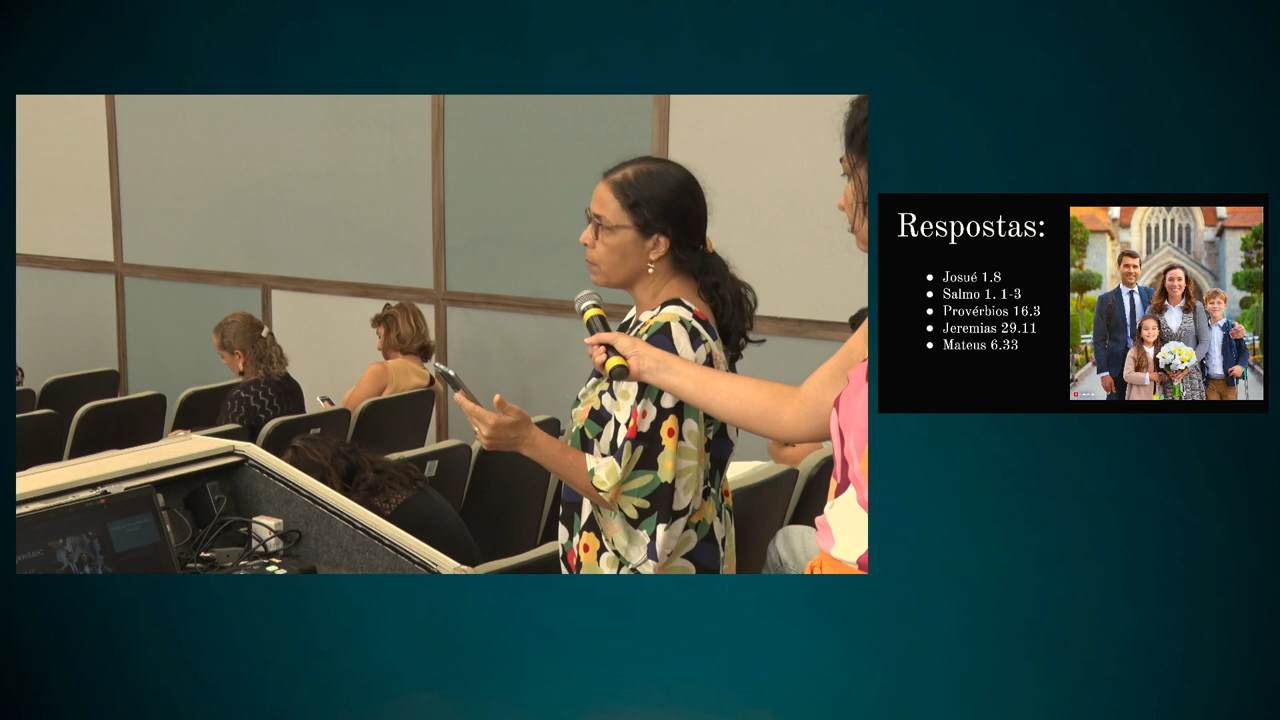 Respostas:
● Josué 1.8
● Salmo 1. 1-3
● Provérbios 16.3
● Jeremias 29.11
● Mateus 6.33